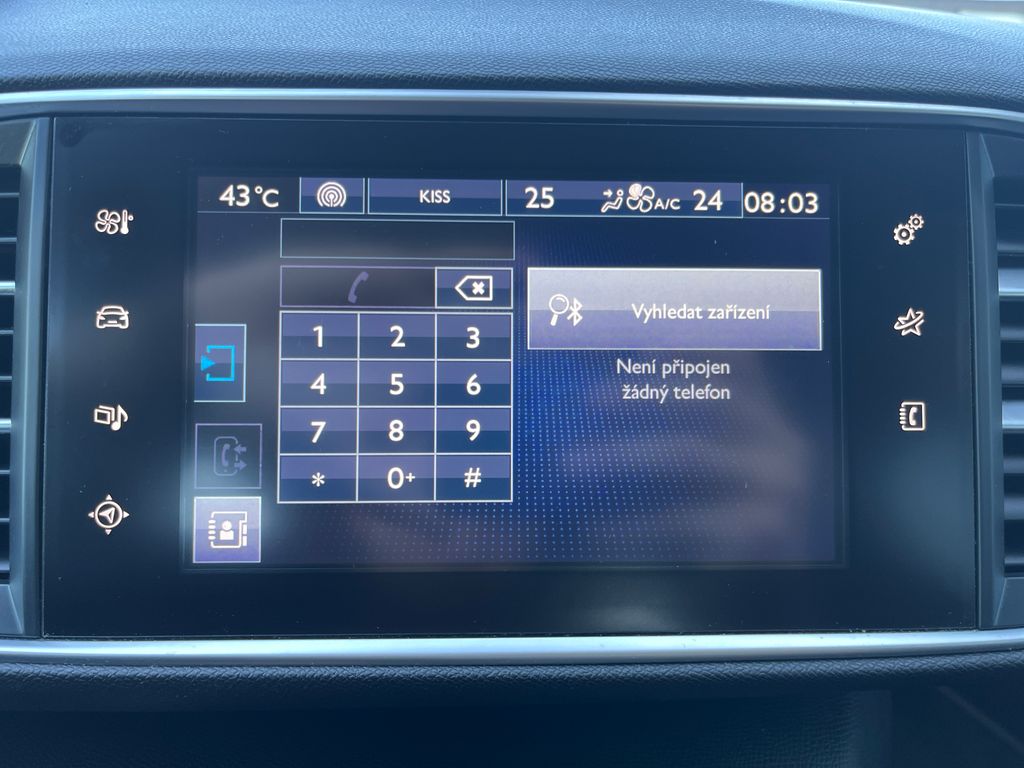 43°C KISS 25 A/C 24 08:03
Vyhledat zařízení
Není připojen
žádný telefon
1 2 3
4 5 6
7 8 9
* 0+ #